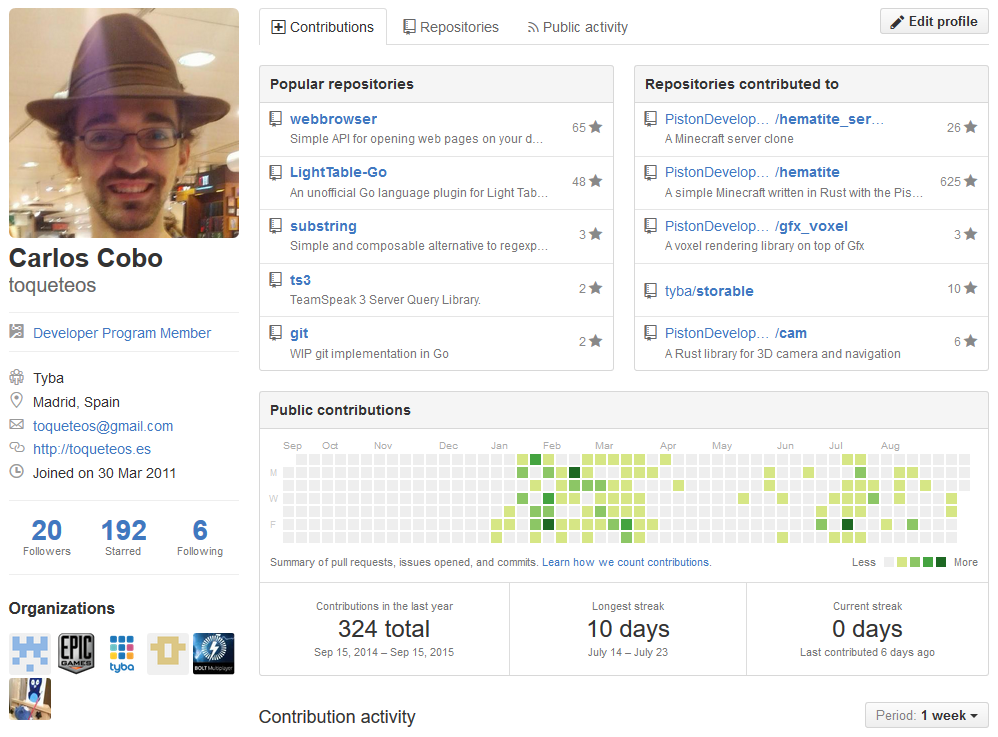 Contributions
Repositories
Public activity
Edit profile
Carlos Cobo
toqueteos
Developer Program Member
Tyba
Madrid, Spain
toqueteos@gmail.com
http://toqueteos.es
Joined on 30 Mar 2011
20 192 6
Followers Starred Following
Organizations
EPIC
GAMES
tyba
BOLT Multiplayer
Popular repositories
webbrowser
Simple API for opening web pages on your d…
65
LightTable-Go
An unofficial Go language plugin for Light Tab…
48
substring
Simple and composable alternative to regexp…
3
ts3
TeamSpeak 3 Server Query Library.
2
git
WIP git implementation in Go
2
Repositories contributed to
PistonDevelop… /hematite_ser…
A Minecraft server clone
26
PistonDevelop… /hematite
A simple Minecraft written in Rust with the Pis…
625
PistonDevelop… /gfx_voxel
A voxel rendering library on top of Gfx
3
tyba/storable
10
PistonDevelop… /cam
A Rust library for 3D camera and navigation
6
Public contributions
Sep Oct Nov Dec Jan Feb Mar Apr May Jun Jul Aug
M
W
F
Summary of pull requests, issues opened, and commits. Learn how we count contributions.
Less More
Contributions in the last year
324 total
Sep 15, 2014 – Sep 15, 2015
Longest streak
10 days
July 14 – July 23
Current streak
0 days
Last contributed 6 days ago
Contribution activity
Period: 1 week